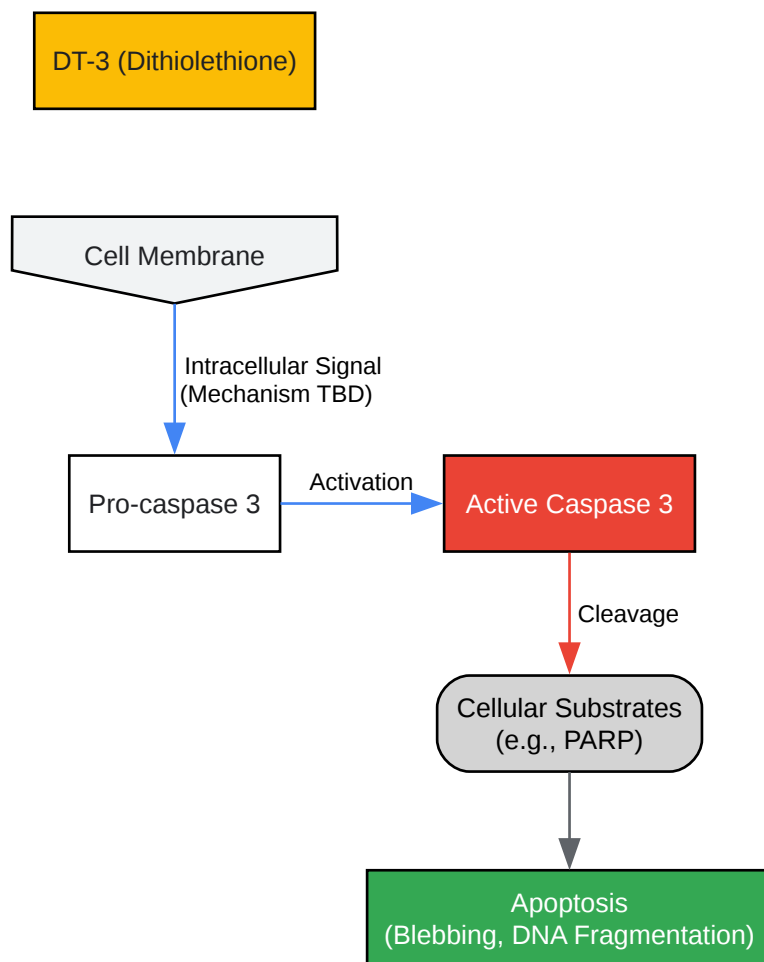 DT-3 (Dithiolethione)
Cell Membrane
Intracellular Signal
(Mechanism TBD)
Pro-caspase 3
Activation
Active Caspase 3
Cleavage
Cellular Substrates
(e.g., PARP)
Apoptosis
(Blebbing, DNA Fragmentation)